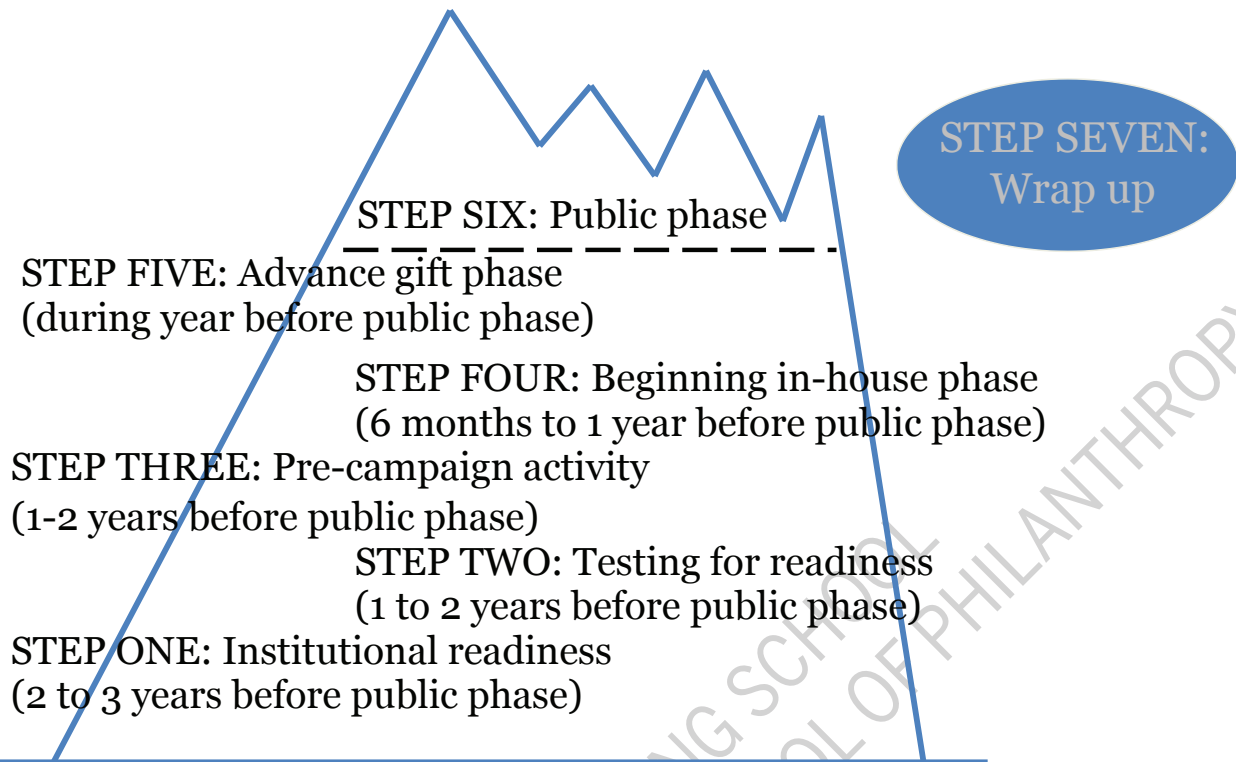 STEP SEVEN:
Wrap up
STEP SIX: Public phase
STEP FIVE: Advance gift phase
(during year before public phase)
STEP FOUR: Beginning in-house phase
(6 months to 1 year before public phase)
STEP THREE: Pre-campaign activity
(1-2 years before public phase)
STEP TWO: Testing for readiness
(1 to 2 years before public phase)
STEP ONE: Institutional readiness
(2 to 3 years before public phase)
SCHOOL
OF PHILANTHROPY